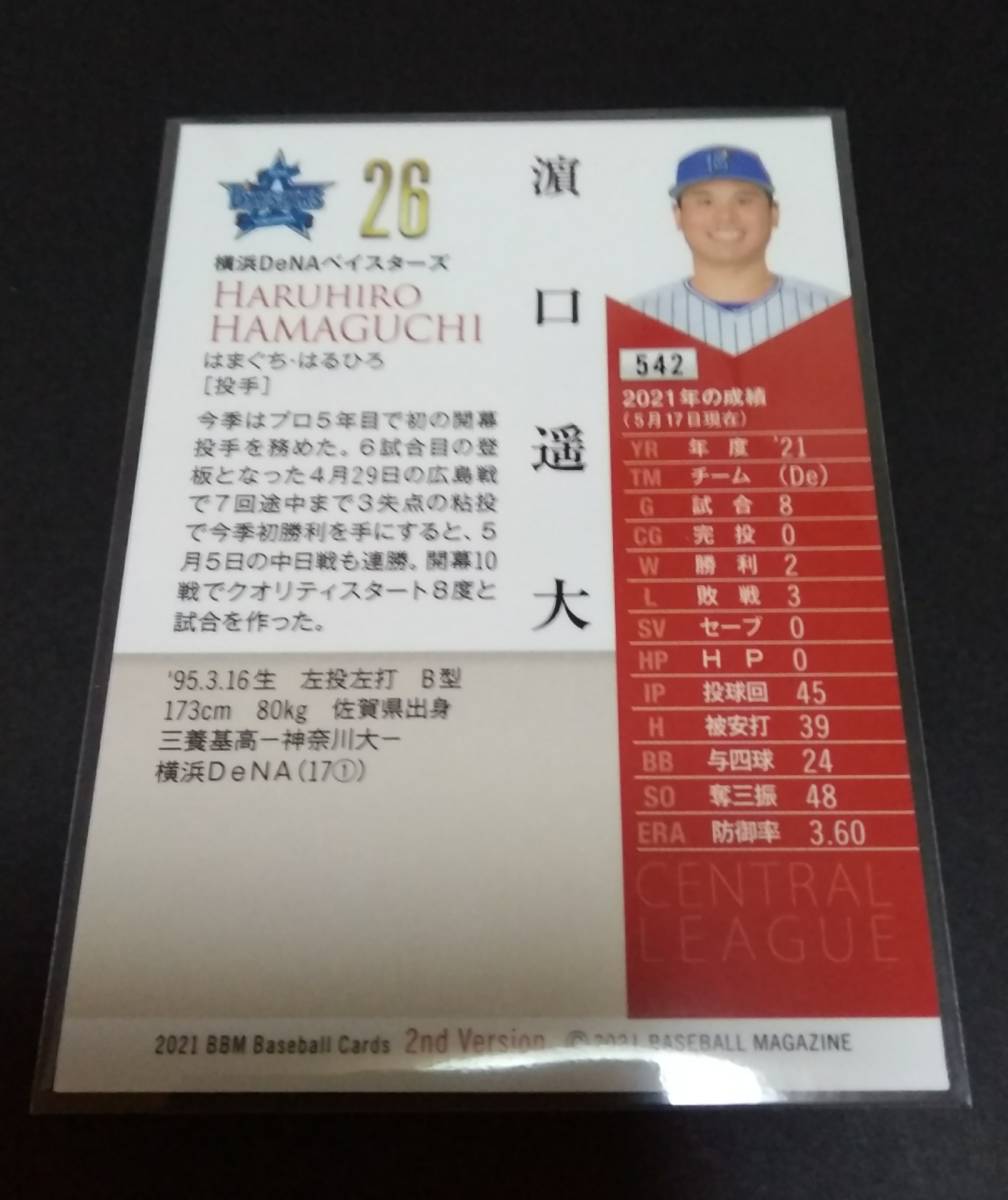 26
横浜DeNAベイスターズ
HARUHIRO
HAMAGUCHI
はまぐち・はるひろ
[投手]
濵口遥大
今季はプロ5年目で初の開幕
投手を務めた。6試合目の登
板となった4月29日の広島戦
で7回途中まで3失点の粘投
で今季初勝利を手にすると、5
月5日の中日戦も連勝。開幕10
戦でクオリティスタート8度と
試合を作った。
'95.3.16生 左投左打 B型
173cm 80kg 佐賀県出身
三養基高－神奈川大－
横浜DeNA(17①)
542
2021年の成績
(5月17日現在)
YR 年度 '21
TM チーム (De)
G 試合 8
CG 完投 0
W 勝利 2
L 敗戦 3
SV セーブ 0
HP HP 0
IP 投球回 45
H 被安打 39
BB 与四球 24
SO 奪三振 48
ERA 防御率 3.60
CENTRAL
LEAGUE
2021 BBM Baseball Cards 2nd Version © 2021 BASEBALL MAGAZINE